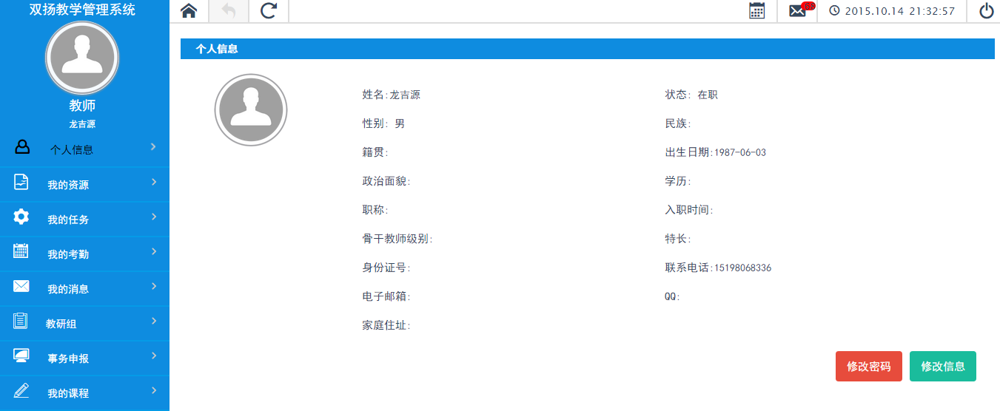 双扬教学管理系统
教师
龙吉源
个人信息
我的资源
我的任务
我的考勤
我的消息
教研组
事务申报
我的课程
2015.10.14 21:32:57
个人信息
姓名:龙吉源
状态: 在职
性别: 男
民族:
籍贯:
出生日期:1987-06-03
政治面貌:
学历:
职称:
入职时间:
骨干教师级别:
特长:
身份证号:
联系电话:15198068336
电子邮箱:
QQ:
家庭住址:
修改密码
修改信息